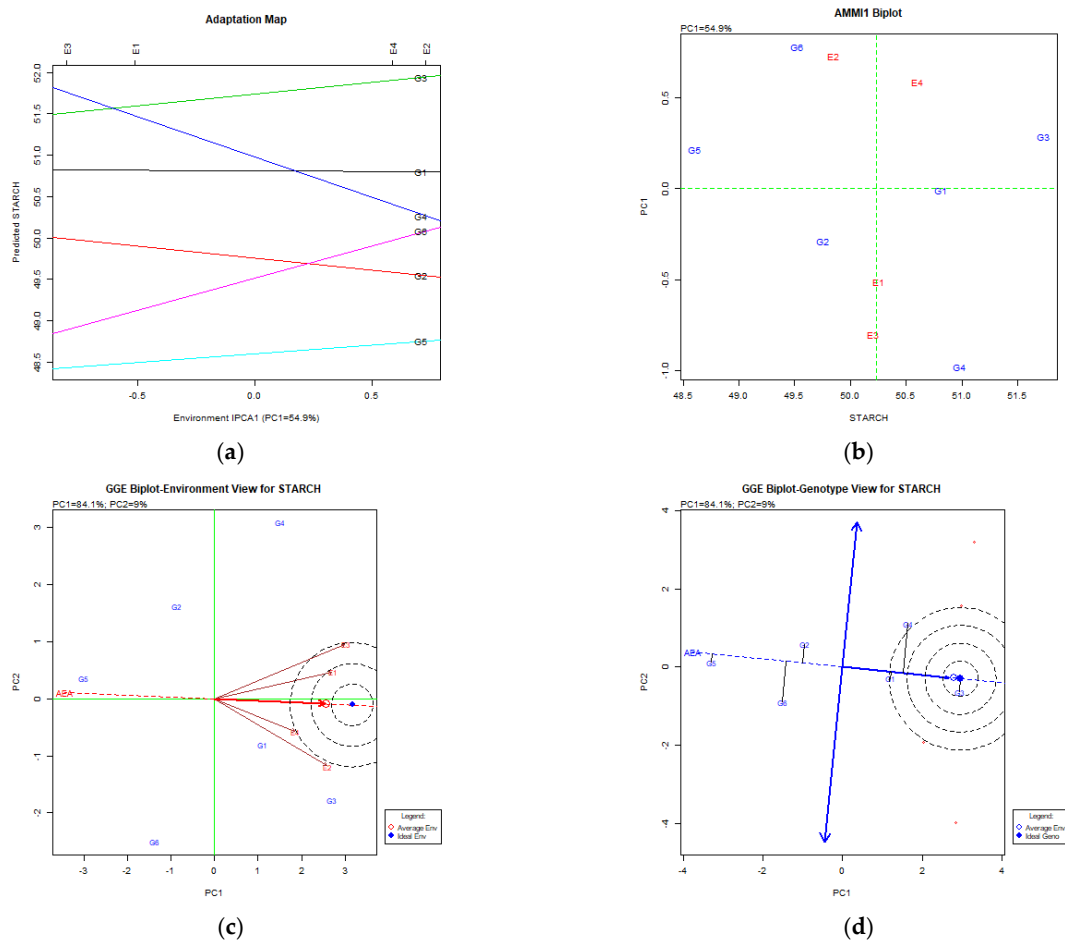 Adaptation Map
E3 E1 E4 E2
52.0
51.5
51.0
50.5
50.0
49.5
49.0
48.5
Predicted STARCH
G3
G1
G4
G6
G2
G5
-0.5 0.0 0.5
Environment IPCA1 (PC1=54.9%)
(a)
AMMI1 Biplot
PC1=54.9%
0.5
0.0
-0.5
-1.0
PC1
G6
E2
E4
G3
G5
G1
G2
E1
E3
G4
48.5 49.0 49.5 50.0 50.5 51.0 51.5
STARCH
(b)
GGE Biplot-Environment View for STARCH
PC1=84.1%; PC2=9%
3
2
1
0
-1
-2
PC2
G4
G2
E3
E1
G5
AEA
E4
G1
E2
G3
G6
-3 -2 -1 0 1 2 3
PC1
Legend:
Average Env
Ideal Env
(c)
GGE Biplot-Genotype View for STARCH
PC1=84.1%; PC2=9%
4
2
0
-2
-4
PC2
G4
G2
AEA
G5
G1
G3
G6
-4 -2 0 2 4
PC1
Legend:
Average Env
Ideal Geno
(d)